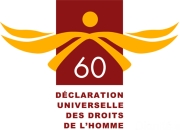 60
DÉCLARATION
UNIVERSELLE
DES DROITS
DE L'HOMME